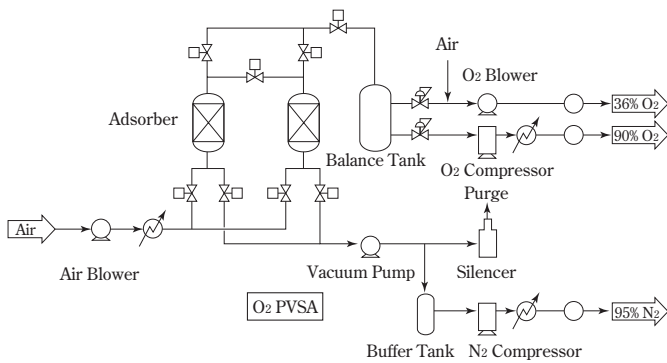 Air
O2 Blower
36% O2
Adsorber
90% O2
Balance Tank
O2 Compressor
Purge
Air
Air Blower
Vacuum Pump
Silencer
O2 PVSA
95% N2
Buffer Tank
N2 Compressor